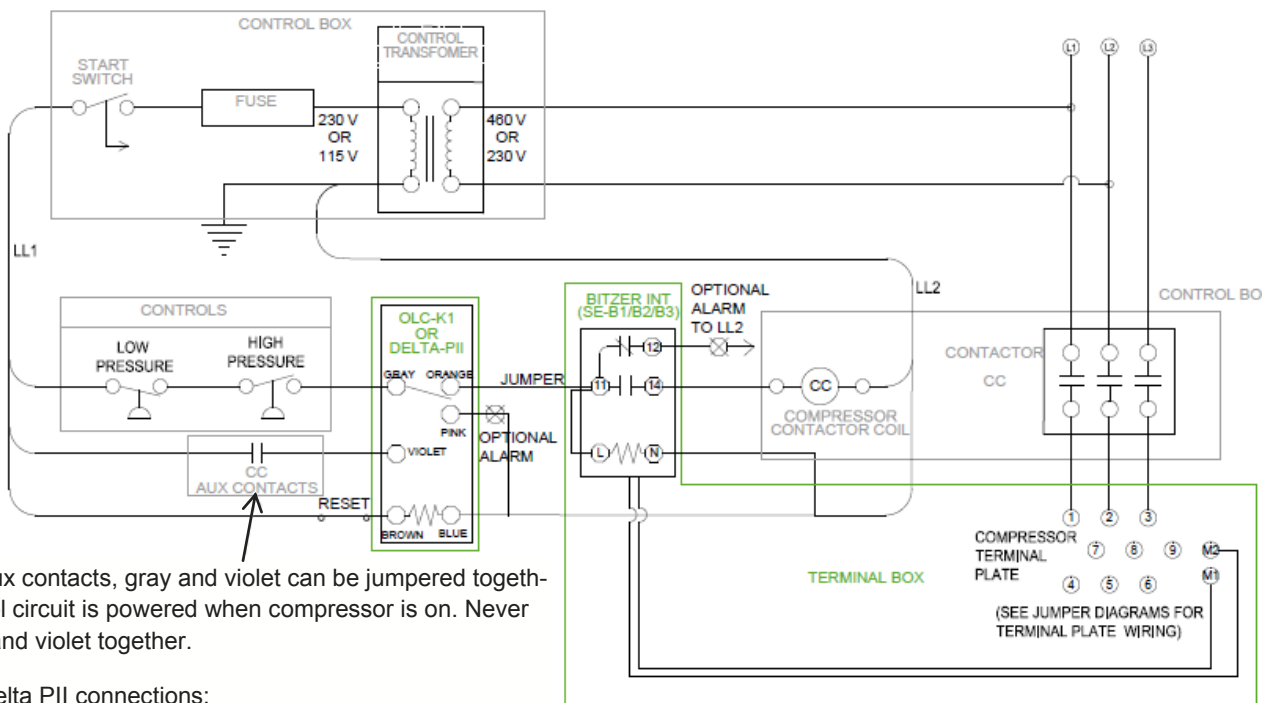 CONTROL BOX
CONTROL
TRANSFOMER
START
SWITCH
FUSE
230 V
OR
115 V
460 V
OR
230 V
L1
L2
L3
LL1
LL2
CONTROLS
LOW
PRESSURE
HIGH
PRESSURE
OLC-K1
OR
DELTA-PII
GRAY
ORANGE
PINK
VIOLET
BROWN
BLUE
JUMPER
OPTIONAL
ALARM
CC
AUX CONTACTS
RESET
BITZER INT
(SE-B1/B2/B3)
12
11
14
L
N
OPTIONAL
ALARM
TO LL2
CC
COMPRESSOR
CONTACTOR COIL
CONTROL BO
CONTACTOR
CC
1 2 3
COMPRESSOR
TERMINAL
PLATE
7 8 9 M2
4 5 6 M1
(SEE JUMPER DIAGRAMS FOR
TERMINAL PLATE WIRING)
TERMINAL BOX
ux contacts, gray and violet can be jumpered togeth-
l circuit is powered when compressor is on. Never
and violet together.
elta PII connections: